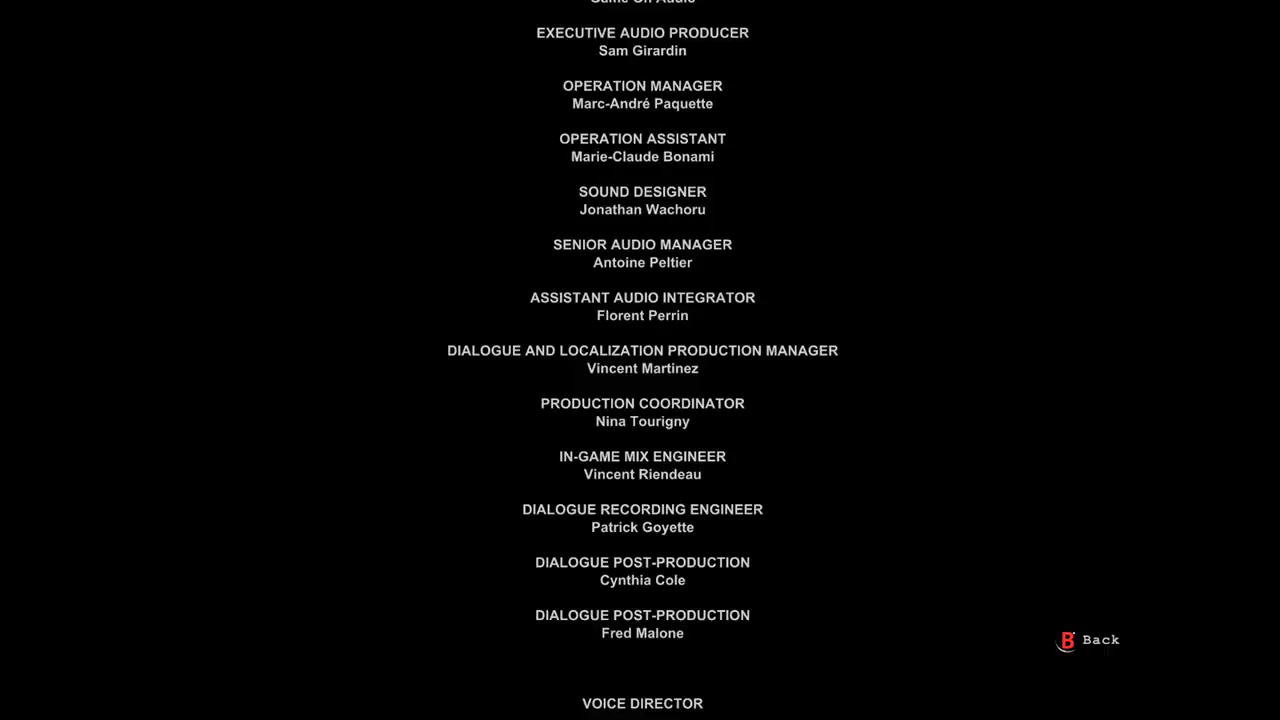 Game On Audio
EXECUTIVE AUDIO PRODUCER
Sam Girardin
OPERATION MANAGER
Marc-André Paquette
OPERATION ASSISTANT
Marie-Claude Bonami
SOUND DESIGNER
Jonathan Wachoru
SENIOR AUDIO MANAGER
Antoine Peltier
ASSISTANT AUDIO INTEGRATOR
Florent Perrin
DIALOGUE AND LOCALIZATION PRODUCTION MANAGER
Vincent Martinez
PRODUCTION COORDINATOR
Nina Tourigny
IN-GAME MIX ENGINEER
Vincent Riendeau
DIALOGUE RECORDING ENGINEER
Patrick Goyette
DIALOGUE POST-PRODUCTION
Cynthia Cole
DIALOGUE POST-PRODUCTION
Fred Malone
B Back
VOICE DIRECTOR